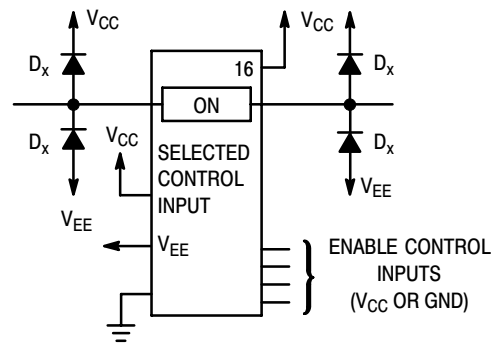 VCC
VCC
16
Dx
Dx
ON
Dx
Dx
VCC
SELECTED
CONTROL
INPUT
VEE
VEE
VEE
ENABLE CONTROL
INPUTS
(VCC OR GND)